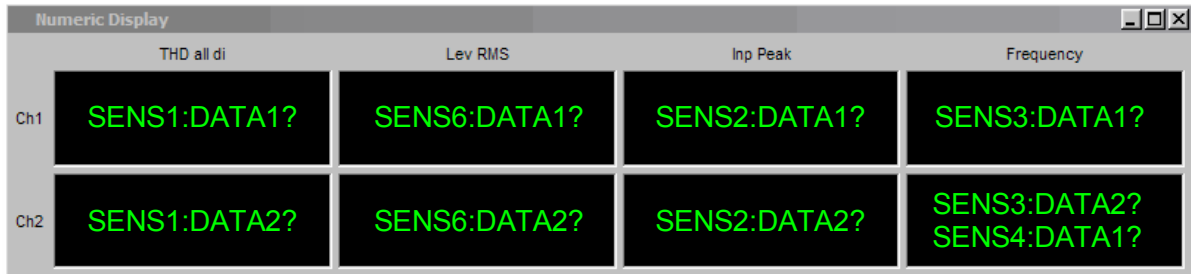 Numeric Display
THD all di Lev RMS Inp Peak Frequency
Ch1 SENS1:DATA1? SENS6:DATA1? SENS2:DATA1? SENS3:DATA1?
Ch2 SENS1:DATA2? SENS6:DATA2? SENS2:DATA2? SENS3:DATA2?
SENS4:DATA1?